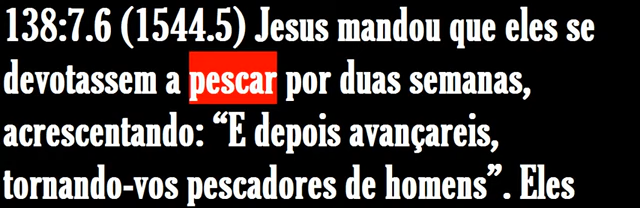 138:7.6 (1544.5) Jesus mandou que eles se
devotassem a pescar por duas semanas,
acrescentando: “E depois avançareis,
tornando-vos pescadores de homens”. Eles